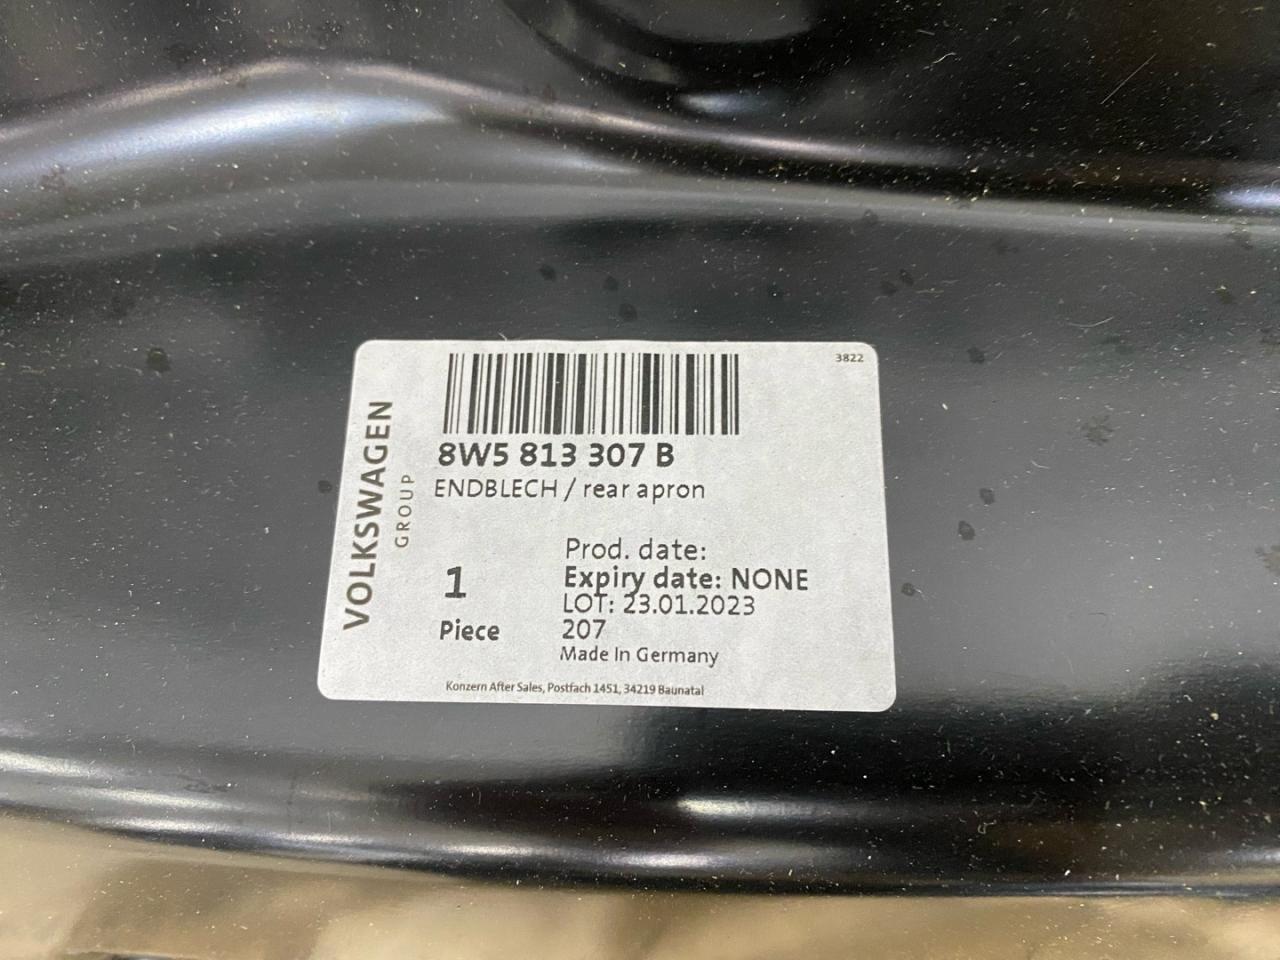 3822
VOLKSWAGEN
GROUP
8W5 813 307 B
ENDBLECH / rear apron
Prod. date:
Expiry date: NONE
LOT: 23.01.2023
207
Made In Germany
1
Piece
Konzern After Sales, Postfach 1451, 34219 Baunatal